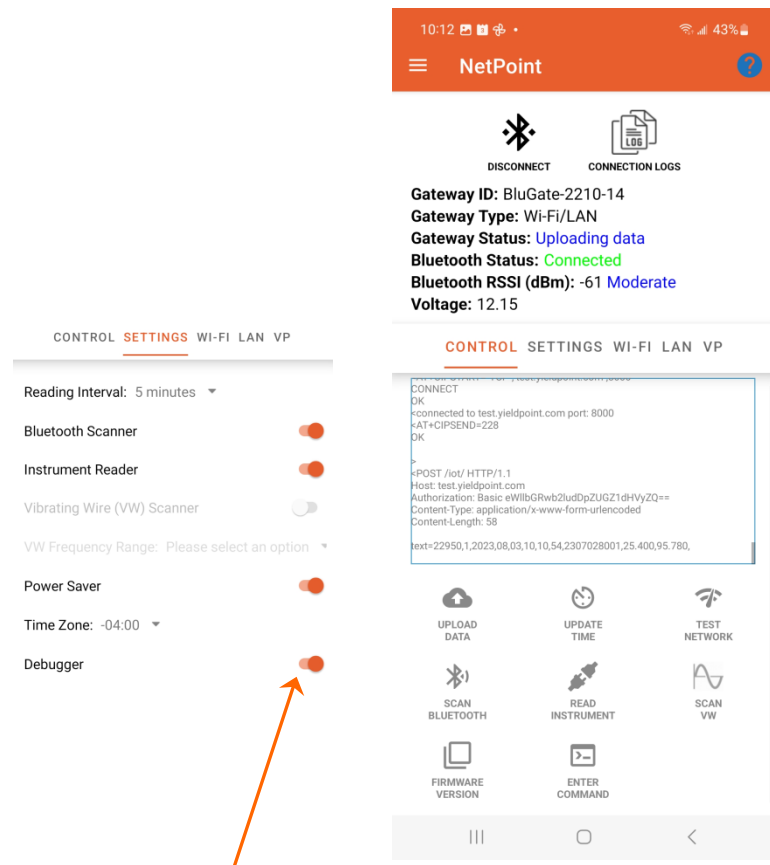 CONTROL SETTINGS WI-FI LAN VP
Reading Interval: 5 minutes
Bluetooth Scanner
Instrument Reader
Vibrating Wire (VW) Scanner
VW Frequency Range: Please select an option
Power Saver
Time Zone: -04:00
Debugger
10:12 43%
NetPoint ?
LOG
DISCONNECT CONNECTION LOGS
Gateway ID: BluGate-2210-14
Gateway Type: Wi-Fi/LAN
Gateway Status: Uploading data
Bluetooth Status: Connected
Bluetooth RSSI (dBm): -61 Moderate
Voltage: 12.15
CONTROL SETTINGS WI-FI LAN VP
CONNECT
OK
<connected to test.yieldpoint.com port: 8000
<AT+CIPSEND=228
OK
>
<POST /iot/ HTTP/1.1
Host: test.yieldpoint.com
Authorization: Basic eWllbGRwb2ludDpZUGZ1dHVyZQ==
Content-Type: application/x-www-form-urlencoded
Content-Length: 58
text=22950,1,2023,08,03,10,10,54,2307028001,25.400,95.780,
UPLOAD DATA
UPDATE TIME
TEST NETWORK
SCAN BLUETOOTH
READ INSTRUMENT
SCAN VW
FIRMWARE VERSION
ENTER COMMAND